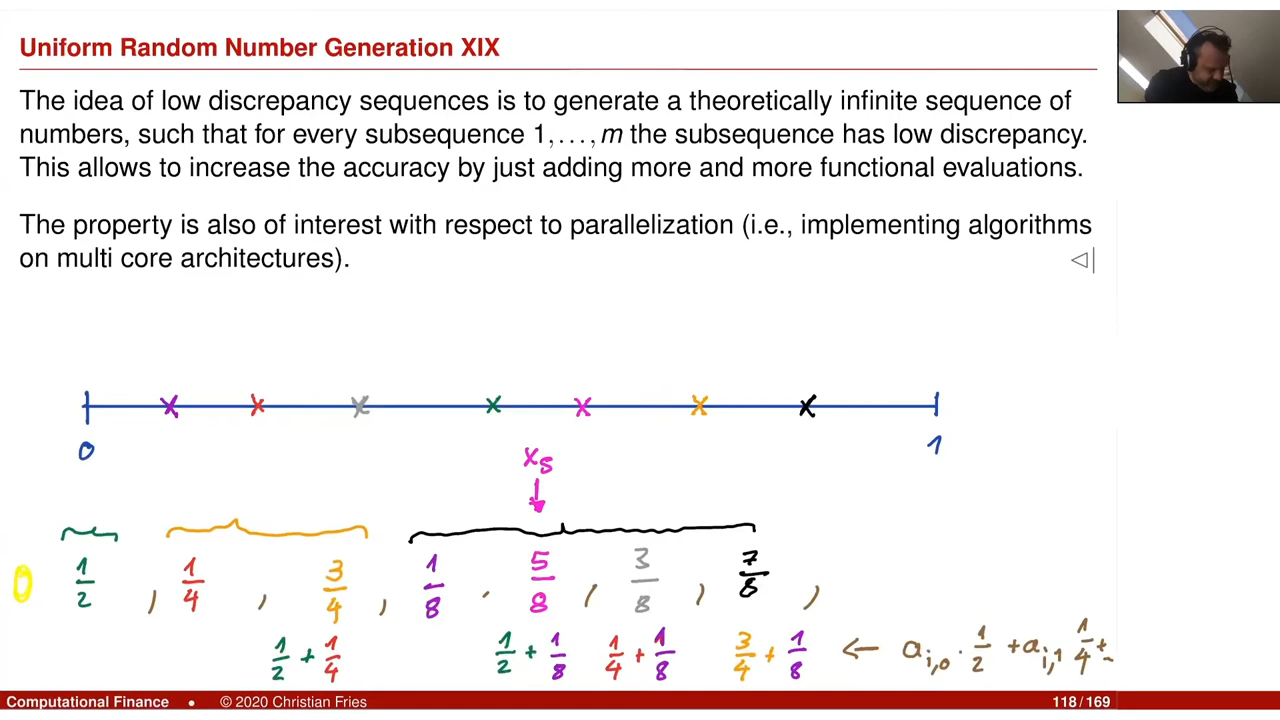 Uniform Random Number Generation XIX
The idea of low discrepancy sequences is to generate a theoretically infinite sequence of
numbers, such that for every subsequence 1,...,m the subsequence has low discrepancy.
This allows to increase the accuracy by just adding more and more functional evaluations.
The property is also of interest with respect to parallelization (i.e., implementing algorithms
on multi core architectures). ◁|
0 1
x₅
0 1/2 , 1/4 , 3/4 , 1/8 . 5/8 , 3/8 , 7/8 ,
1/2 + 1/4 1/2 + 1/8 1/4 + 1/8 3/4 + 1/8 ← a_{i,0} · 1/2 + a_{i,1} 1/4 +
Computational Finance • © 2020 Christian Fries 118 / 169